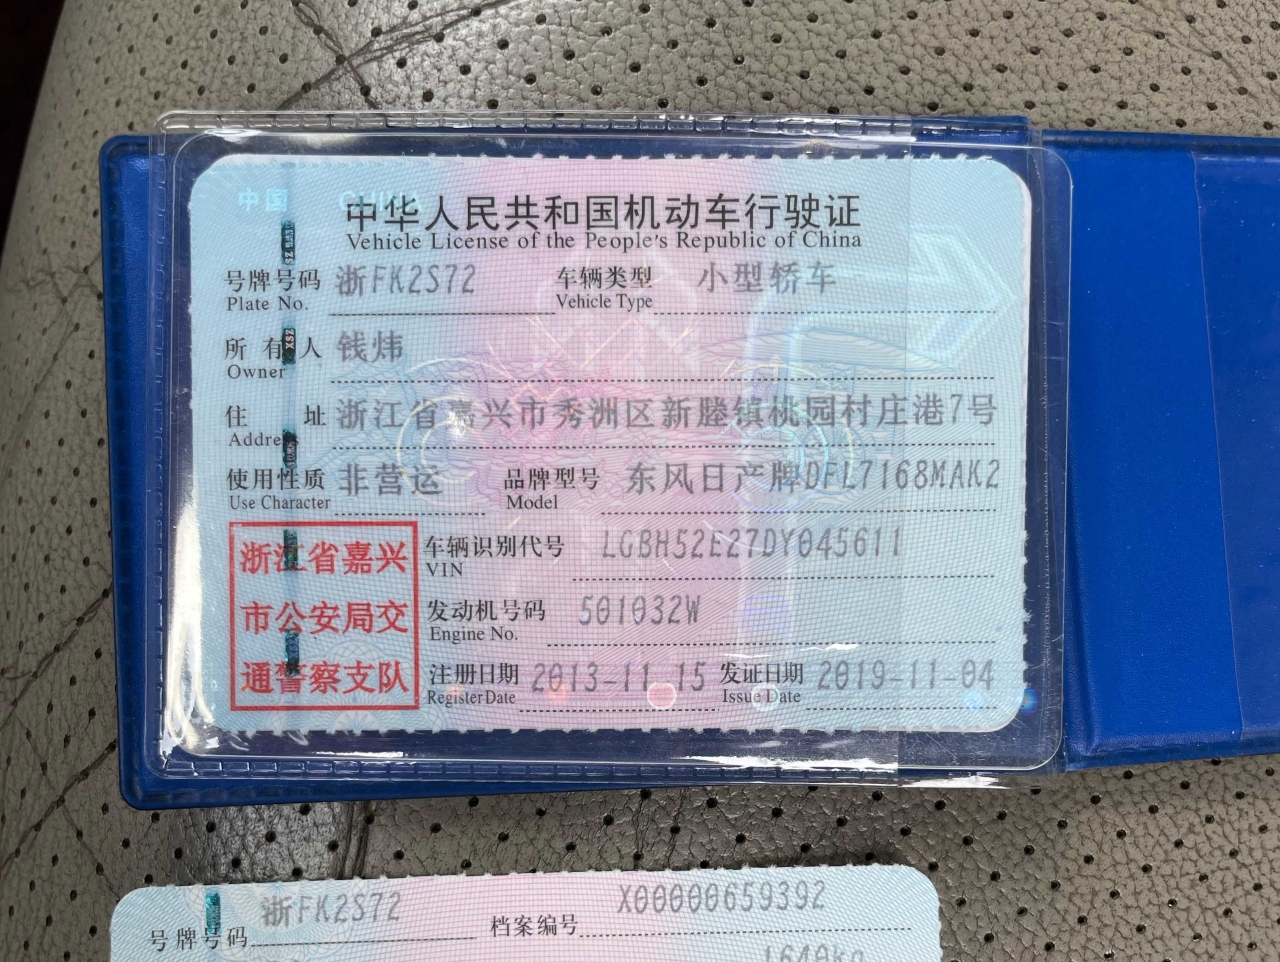 中国 CHINA
中华人民共和国机动车行驶证
Vehicle License of the People's Republic of China
号牌号码 浙FK2S72 车辆类型 小型轿车
Plate No. Vehicle Type
所有人 钱炜
Owner
住址 浙江省嘉兴市秀洲区新塍镇桃园村庄港7号
Address
使用性质 非营运 品牌型号 东风日产牌DFL7168MAK2
Use Character Model
浙江省嘉兴
市公安局交
通警察支队
车辆识别代号 LGBH52E27DY045611
VIN
发动机号码 501032W
Engine No.
注册日期 2013-11-15 发证日期 2019-11-04
Register Date Issue Date
号牌号码 浙FK2S72 档案编号 X00000659392
1640kg